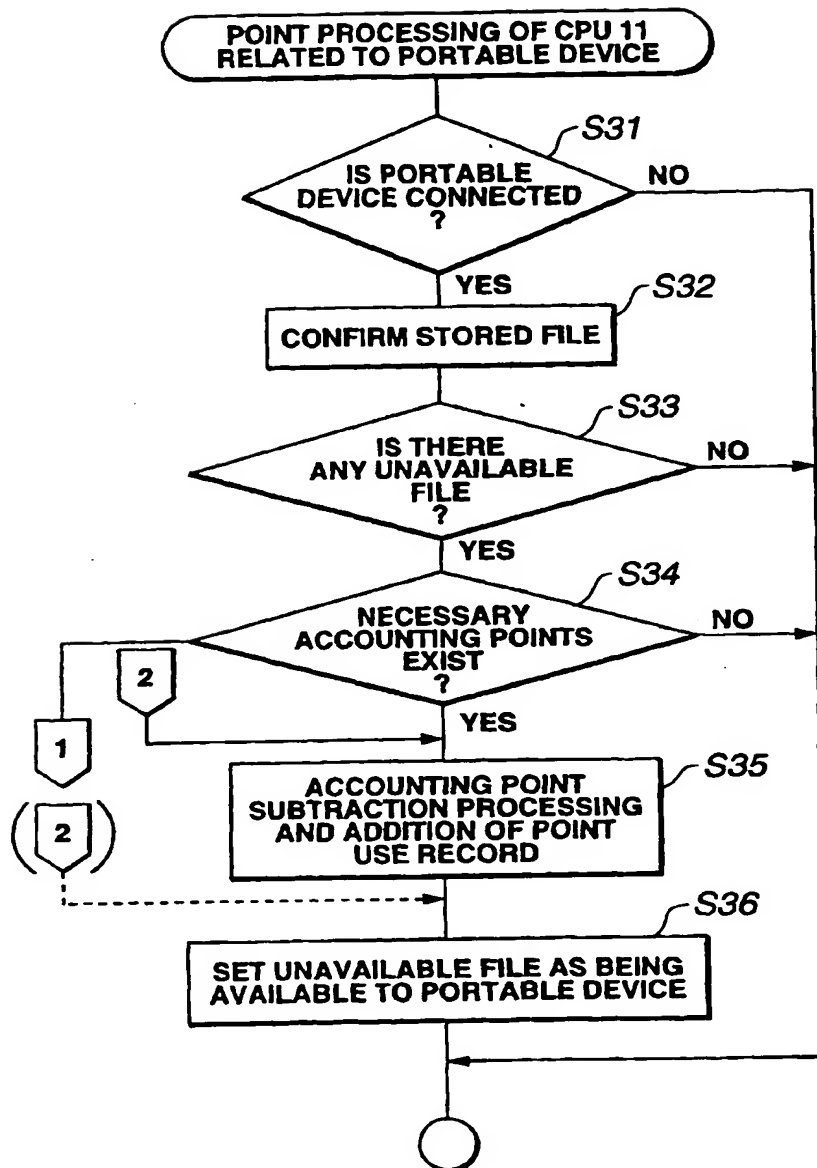 POINT PROCESSING OF CPU 11
RELATED TO PORTABLE DEVICE
S31
IS PORTABLE
DEVICE CONNECTED
?
NO
YES
S32
CONFIRM STORED FILE
S33
IS THERE
ANY UNAVAILABLE
FILE
?
NO
YES
S34
NECESSARY
ACCOUNTING POINTS
EXIST
?
NO
2
YES
1
S35
ACCOUNTING POINT
SUBTRACTION PROCESSING
AND ADDITION OF POINT
USE RECORD
(2)
S36
SET UNAVAILABLE FILE AS BEING
AVAILABLE TO PORTABLE DEVICE